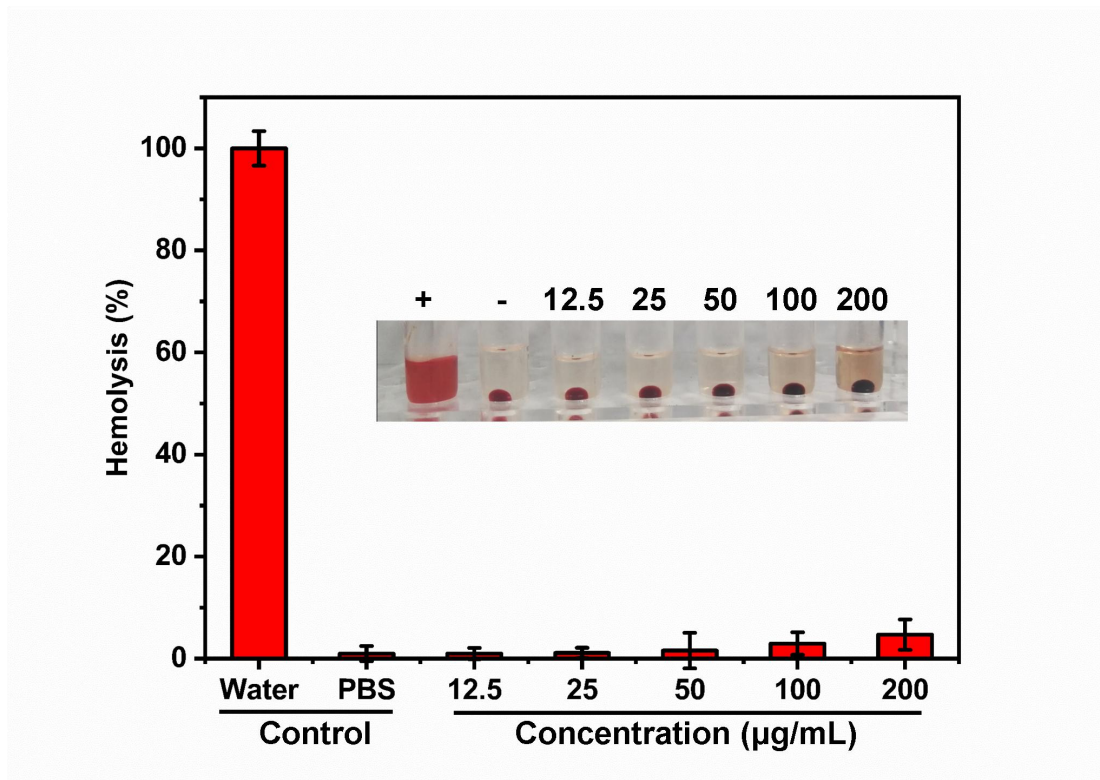 100
80
60
40
20
0
Hemolysis (%)
+ - 12.5 25 50 100 200
Water PBS 12.5 25 50 100 200
Control Concentration (μg/mL)